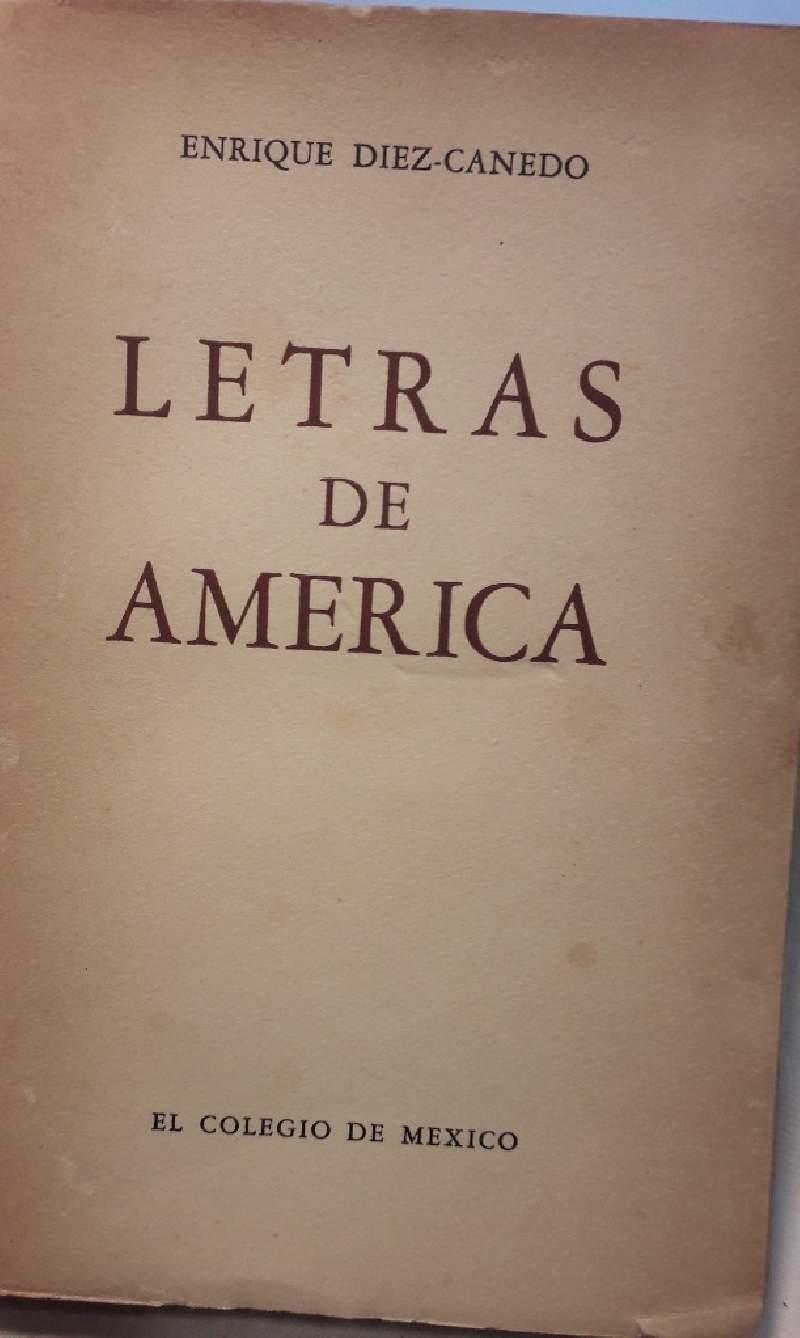 ENRIQUE DIEZ-CANEDO
LETRAS
DE
AMERICA
EL COLEGIO DE MEXICO